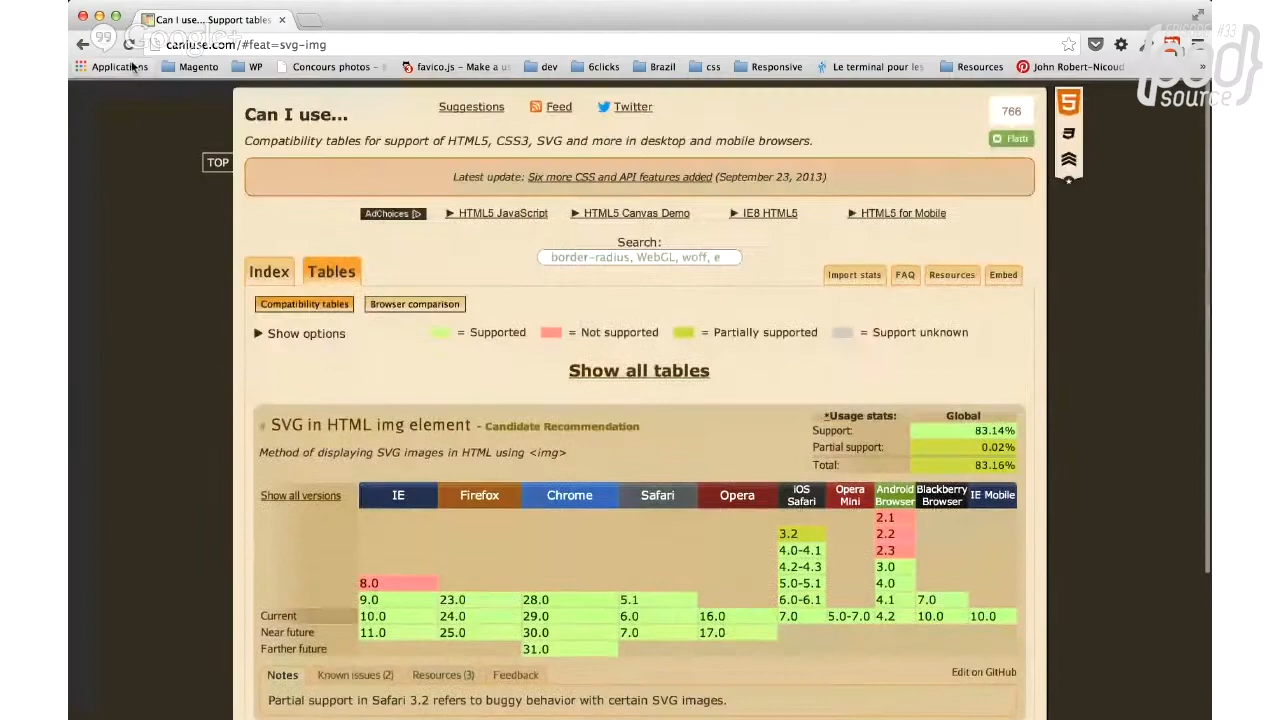 Can I use... Support tables
EPISODE #33
{pod}
source
Google+
caniuse.com/#feat=svg-img
Applications Magento WP Concours photos - favico.js - Make a u dev 6clicks Brazil css Responsive Le terminal pour les Resources John Robert-Nicoud »
Can I use... Suggestions Feed Twitter
766
Flattr
Compatibility tables for support of HTML5, CSS3, SVG and more in desktop and mobile browsers.
TOP
Latest update: Six more CSS and API features added (September 23, 2013)
AdChoices ► HTML5 JavaScript ► HTML5 Canvas Demo ► IE8 HTML5 ► HTML5 for Mobile
Search:
border-radius, WebGL, woff, e
Index Tables Import stats FAQ Resources Embed
Compatibility tables Browser comparison
► Show options = Supported = Not supported = Partially supported = Support unknown
Show all tables
# SVG in HTML img element - Candidate Recommendation
Method of displaying SVG images in HTML using <img>
*Usage stats: Global
Support: 83.14%
Partial support: 0.02%
Total: 83.16%
Show all versions IE Firefox Chrome Safari Opera iOS Safari Opera Mini Android Browser Blackberry Browser IE Mobile
2.1
3.2 2.2
4.0-4.1 2.3
4.2-4.3 3.0
8.0 5.0-5.1 4.0
9.0 23.0 28.0 5.1 6.0-6.1 4.1 7.0
Current 10.0 24.0 29.0 6.0 16.0 7.0 5.0-7.0 4.2 10.0 10.0
Near future 11.0 25.0 30.0 7.0 17.0
Farther future 31.0
Notes Known issues (2) Resources (3) Feedback Edit on GitHub
Partial support in Safari 3.2 refers to buggy behavior with certain SVG images.